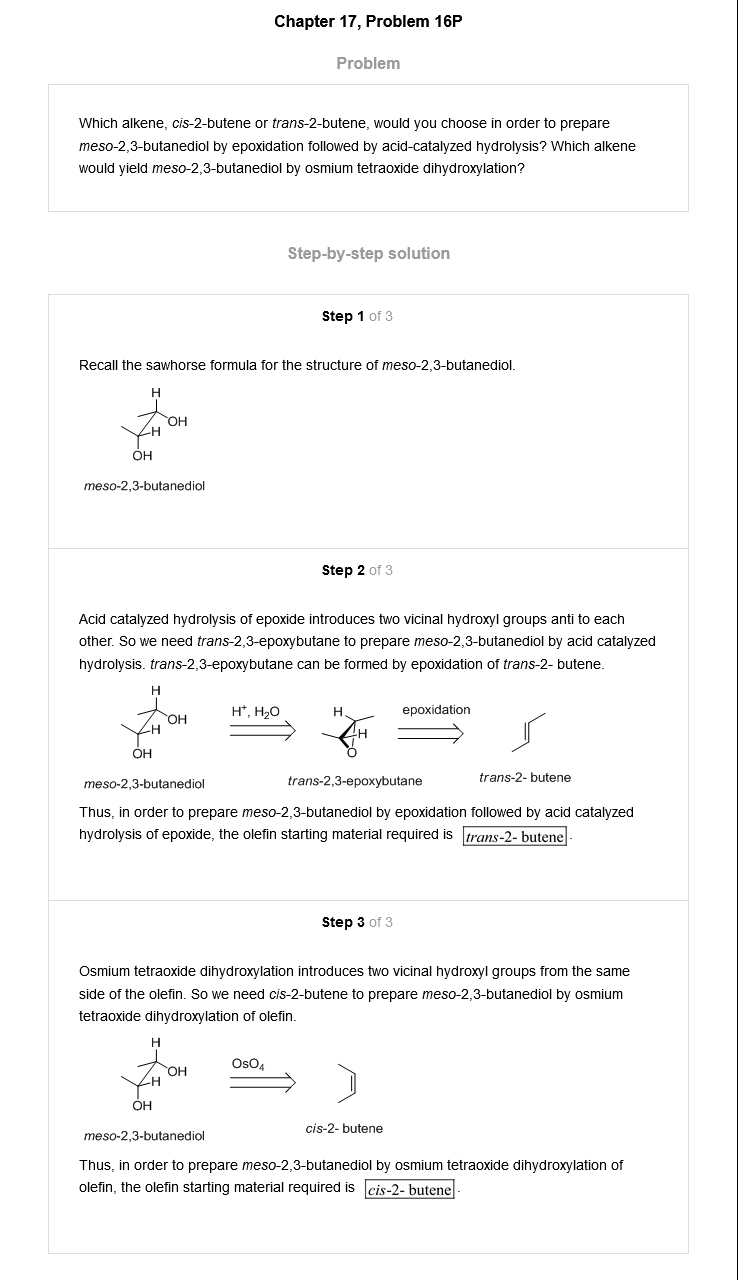 Chapter 17, Problem 16P
Problem
Which alkene, cis-2-butene or trans-2-butene, would you choose in order to prepare
meso-2,3-butanediol by epoxidation followed by acid-catalyzed hydrolysis? Which alkene
would yield meso-2,3-butanediol by osmium tetraoxide dihydroxylation?
Step-by-step solution
Step 1 of 3
Recall the sawhorse formula for the structure of meso-2,3-butanediol.
H
OH
H
OH
meso-2,3-butanediol
Step 2 of 3
Acid catalyzed hydrolysis of epoxide introduces two vicinal hydroxyl groups anti to each
other. So we need trans-2,3-epoxybutane to prepare meso-2,3-butanediol by acid catalyzed
hydrolysis. trans-2,3-epoxybutane can be formed by epoxidation of trans-2- butene.
H
OH
H
OH
H⁺, H₂O
H
H
O
epoxidation
meso-2,3-butanediol
trans-2,3-epoxybutane
trans-2- butene
Thus, in order to prepare meso-2,3-butanediol by epoxidation followed by acid catalyzed
hydrolysis of epoxide, the olefin starting material required is trans-2- butene.
Step 3 of 3
Osmium tetraoxide dihydroxylation introduces two vicinal hydroxyl groups from the same
side of the olefin. So we need cis-2-butene to prepare meso-2,3-butanediol by osmium
tetraoxide dihydroxylation of olefin.
H
OH
H
OH
OsO₄
meso-2,3-butanediol
cis-2- butene
Thus, in order to prepare meso-2,3-butanediol by osmium tetraoxide dihydroxylation of
olefin, the olefin starting material required is cis-2- butene.